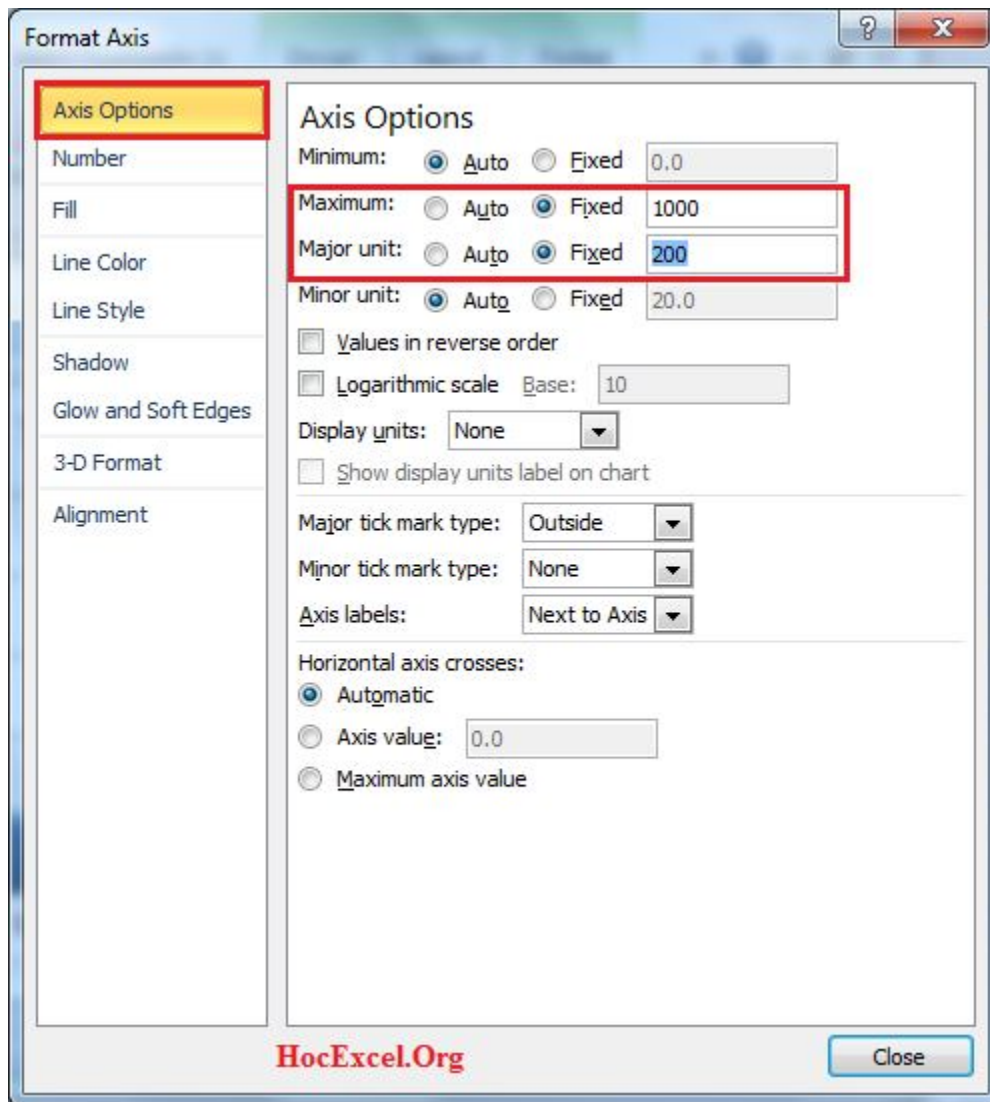 Format Axis
Axis Options
Number
Fill
Line Color
Line Style
Shadow
Glow and Soft Edges
3-D Format
Alignment
Axis Options
Minimum: Auto Fixed 0.0
Maximum: Auto Fixed 1000
Major unit: Auto Fixed 200
Minor unit: Auto Fixed 20.0
Values in reverse order
Logarithmic scale Base: 10
Display units: None
Show display units label on chart
Major tick mark type: Outside
Minor tick mark type: None
Axis labels: Next to Axis
Horizontal axis crosses:
Automatic
Axis value: 0.0
Maximum axis value
HocExcel.Org
Close